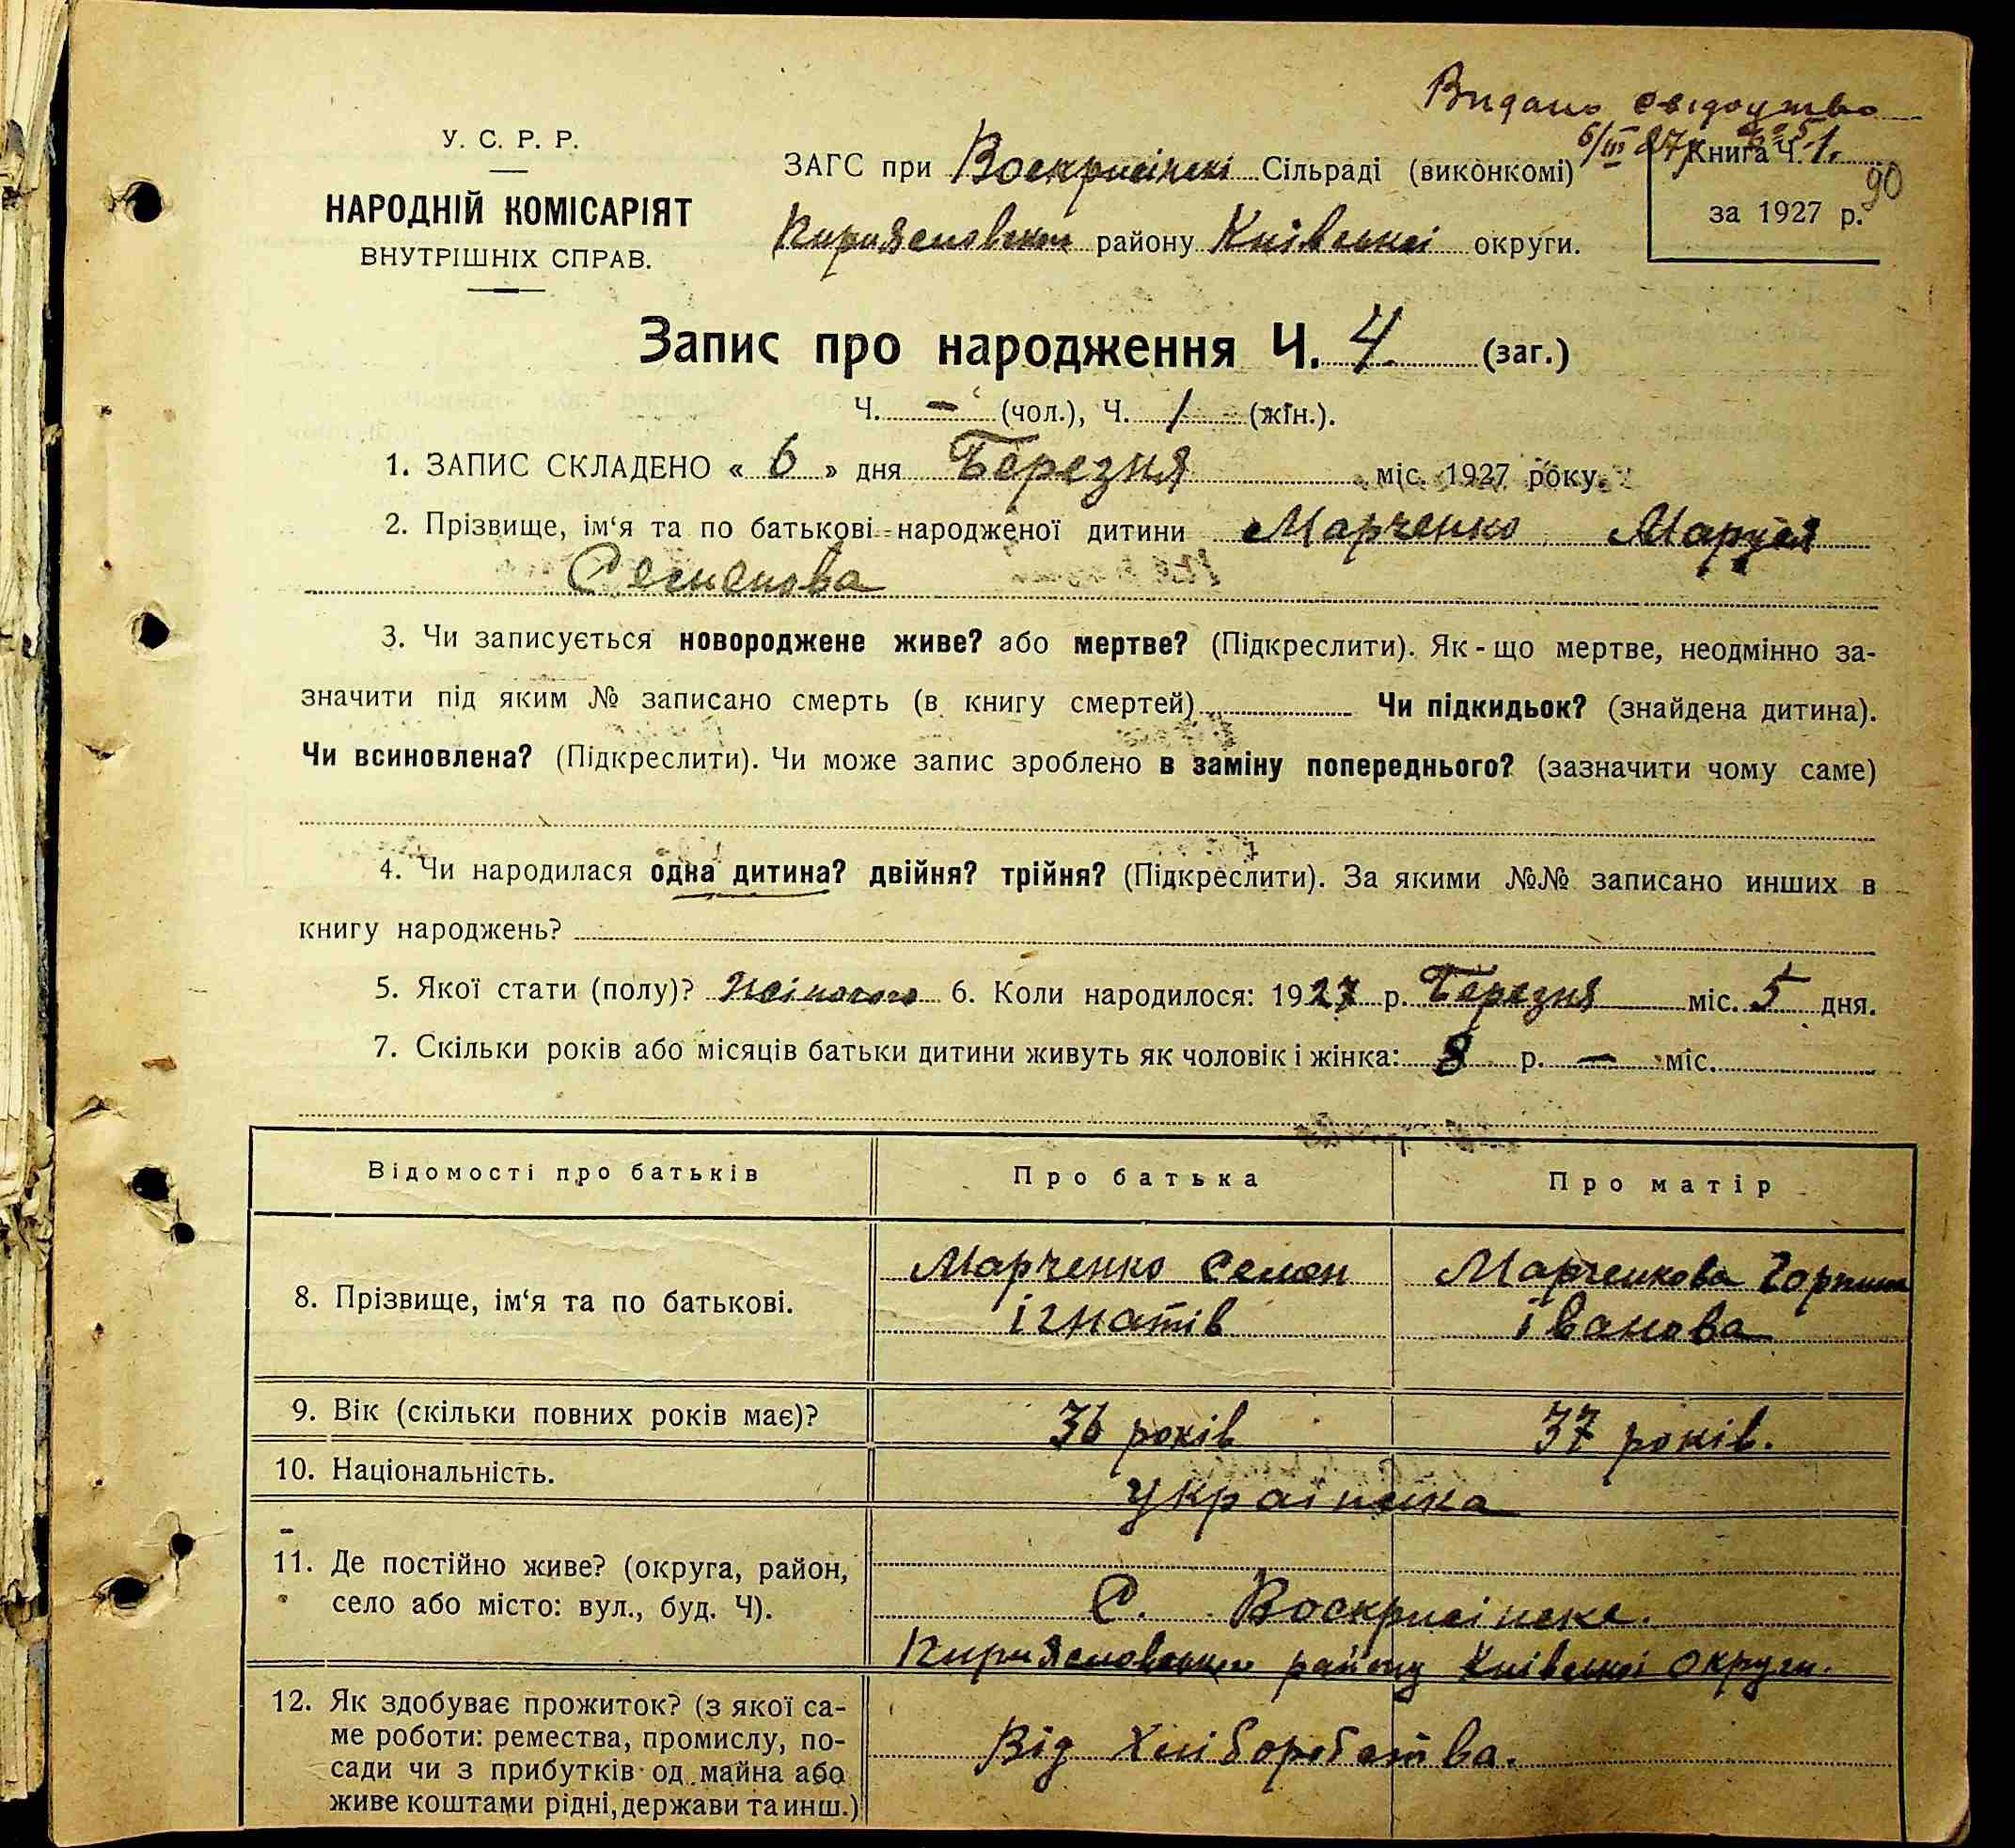 Видано свідоцтво
6/III 27 р. № 51.
У. С. Р. Р.
НАРОДНІЙ КОМІСАРІЯТ
ВНУТРІШНІХ СПРАВ.
ЗАГС при Воскрисінскі Сільраді (виконкомі)
району Київської округи.
Книга Ч. 1.
90
за 1927 р.
Запис про народження Ч. 4 (заг.)
Ч. — (чол.), Ч. 1 (жін.).
1. ЗАПИС СКЛАДЕНО « 6 » дня Березня міс. 1927 року.
2. Прізвище, ім‘я та по батькові народженої дитини Марченко Маруся
Семенова
3. Чи записується новороджене живе? або мертве? (Підкреслити). Як-що мертве, неодмінно за-
значити під яким № записано смерть (в книгу смертей) Чи підкидьок? (знайдена дитина).
Чи всиновлена? (Підкреслити). Чи може запис зроблено в заміну попереднього? (зазначити чому саме)
4. Чи народилася одна дитина? двійня? трійня? (Підкреслити). За якими №№ записано инших в
книгу народжень?
5. Якої стати (полу)? Жіночого 6. Коли народилося: 1927 р. Березня міс. 5 дня.
7. Скільки років або місяців батьки дитини живуть як чоловік і жінка: 8 р. — міс.
Відомості про батьків Про батька Про матір
8. Прізвище, ім‘я та по батькові.
Марченко Семен
ігнатів
Марченкова Горпина
іванова
9. Вік (скільки повних років має)? 36 років 37 років.
10. Національність. українска
11. Де постійно живе? (округа, район,
село або місто: вул., буд. Ч).
С. Воскрисінске.
району Київської округи.
12. Як здобуває прожиток? (з якої са-
ме роботи: ремества, промислу, по-
сади чи з прибутків од майна або
живе коштами рідні, держави та инш.)
Від Хліборобства.